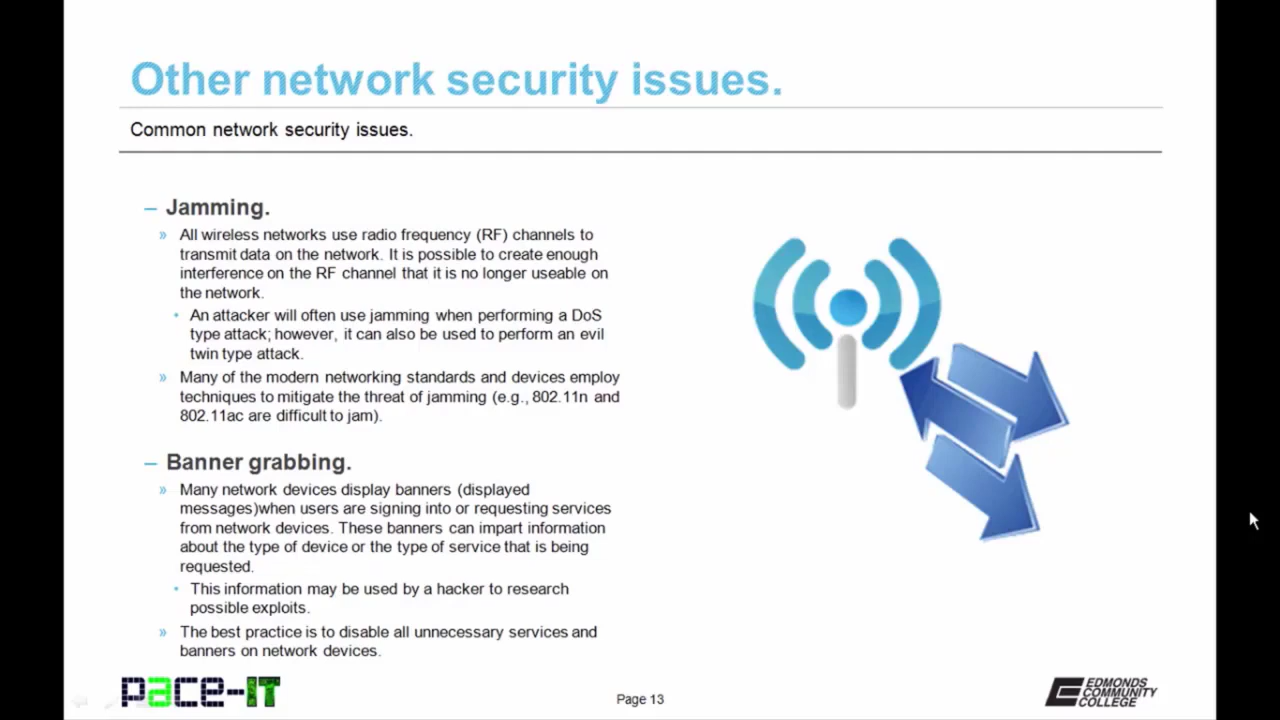 Other network security issues.
Common network security issues.
– Jamming.
» All wireless networks use radio frequency (RF) channels to
transmit data on the network. It is possible to create enough
interference on the RF channel that it is no longer useable on
the network.
• An attacker will often use jamming when performing a DoS
type attack; however, it can also be used to perform an evil
twin type attack.
» Many of the modern networking standards and devices employ
techniques to mitigate the threat of jamming (e.g., 802.11n and
802.11ac are difficult to jam).
– Banner grabbing.
» Many network devices display banners (displayed
messages)when users are signing into or requesting services
from network devices. These banners can impart information
about the type of device or the type of service that is being
requested.
• This information may be used by a hacker to research
possible exploits.
» The best practice is to disable all unnecessary services and
banners on network devices.
pace-IT
Page 13
EDMONDS
COMMUNITY
COLLEGE